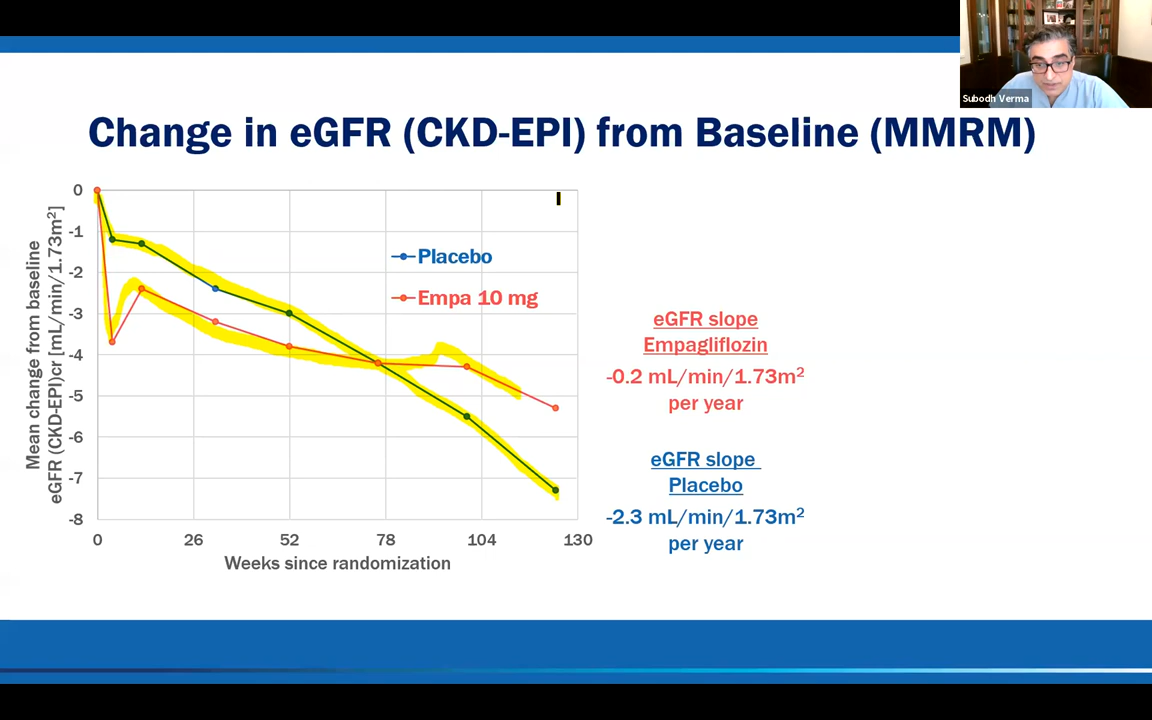 Subodh Verma
Change in eGFR (CKD-EPI) from Baseline (MMRM)
Mean change from baseline
eGFR (CKD-EPI)cr [mL/min/1.73m²]
0
-1
-2
-3
-4
-5
-6
-7
-8
Placebo
Empa 10 mg
0 26 52 78 104 130
Weeks since randomization
eGFR slope
Empagliflozin
-0.2 mL/min/1.73m²
per year
eGFR slope
Placebo
-2.3 mL/min/1.73m²
per year